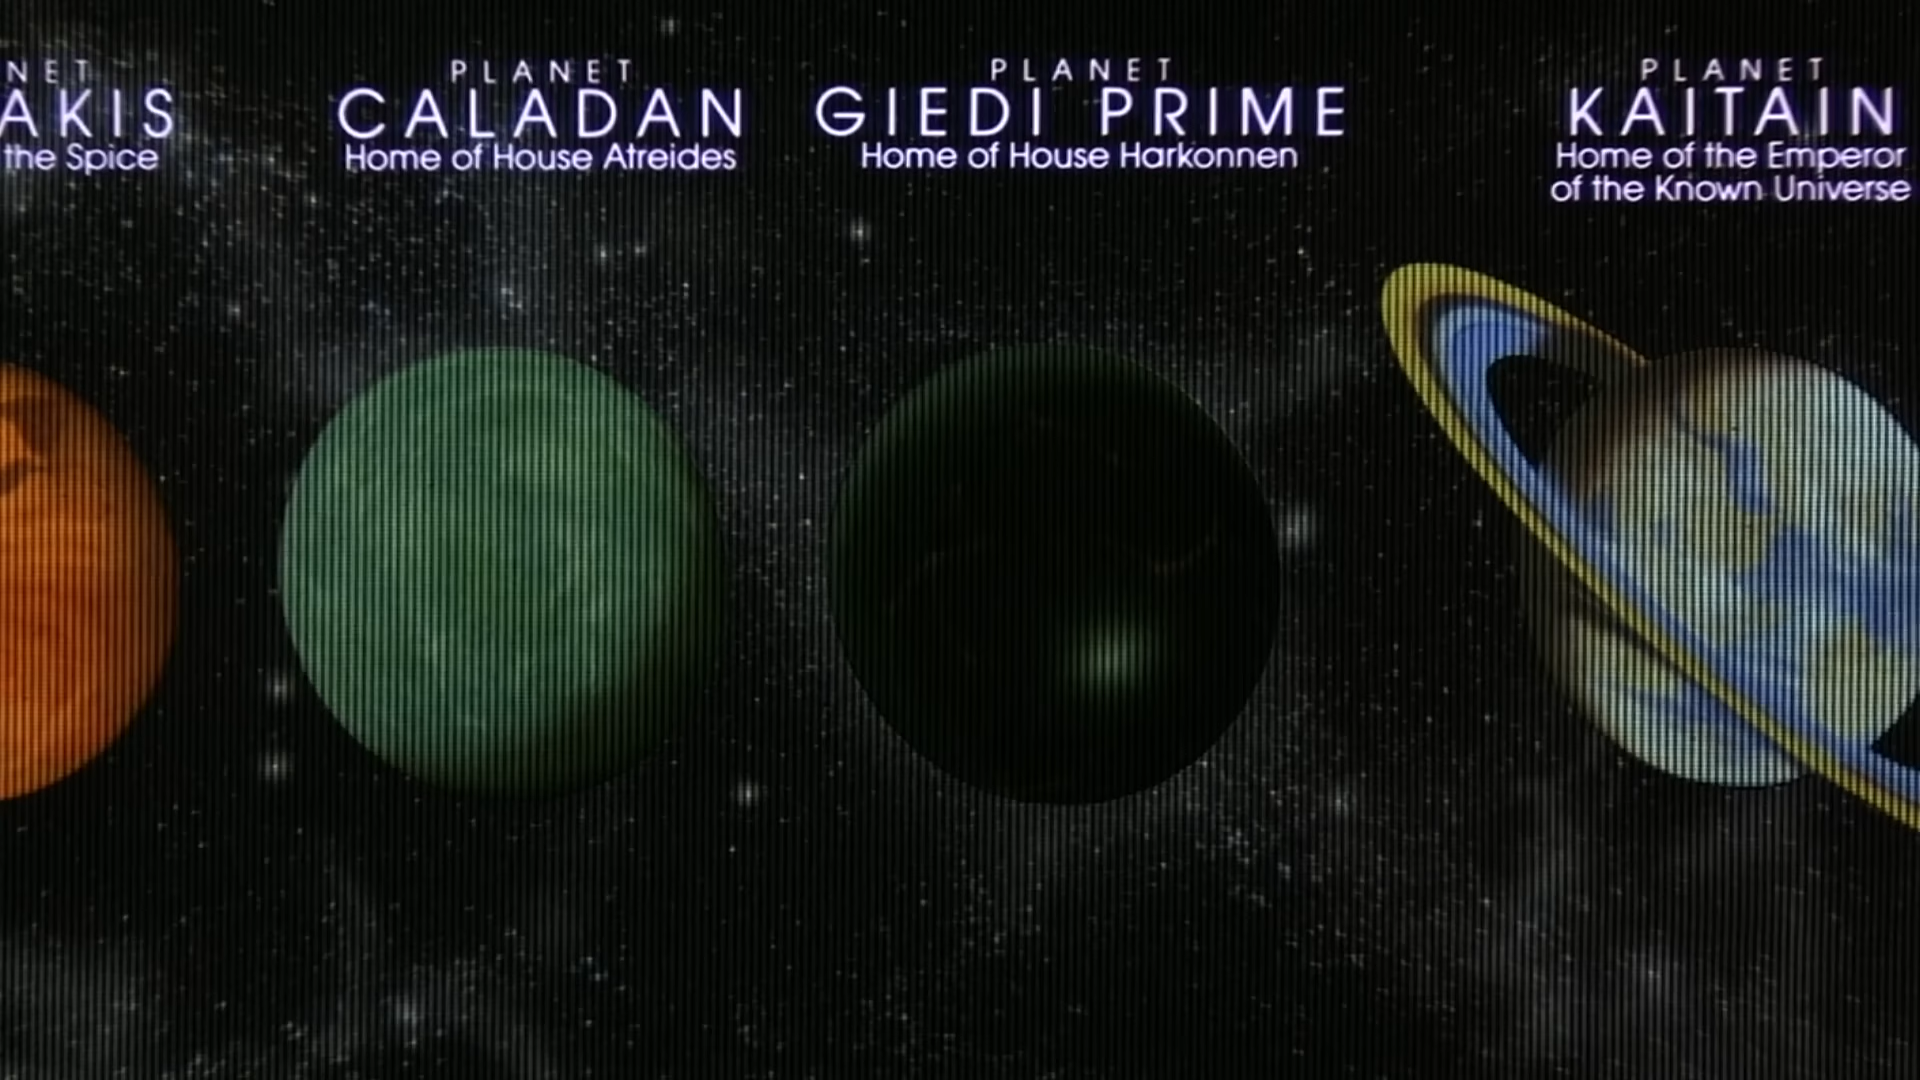 NET
AKIS
the Spice
PLANET
CALADAN
Home of House Atreides
PLANET
GIEDI PRIME
Home of House Harkonnen
PLANET
KAITAIN
Home of the Emperor
of the Known Universe